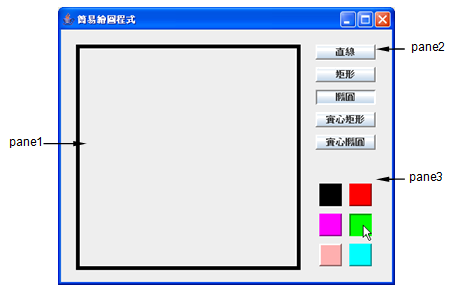 簡易繪圖程式
pane2
直線
矩形
橢圓
實心矩形
實心橢圓
pane1
pane3